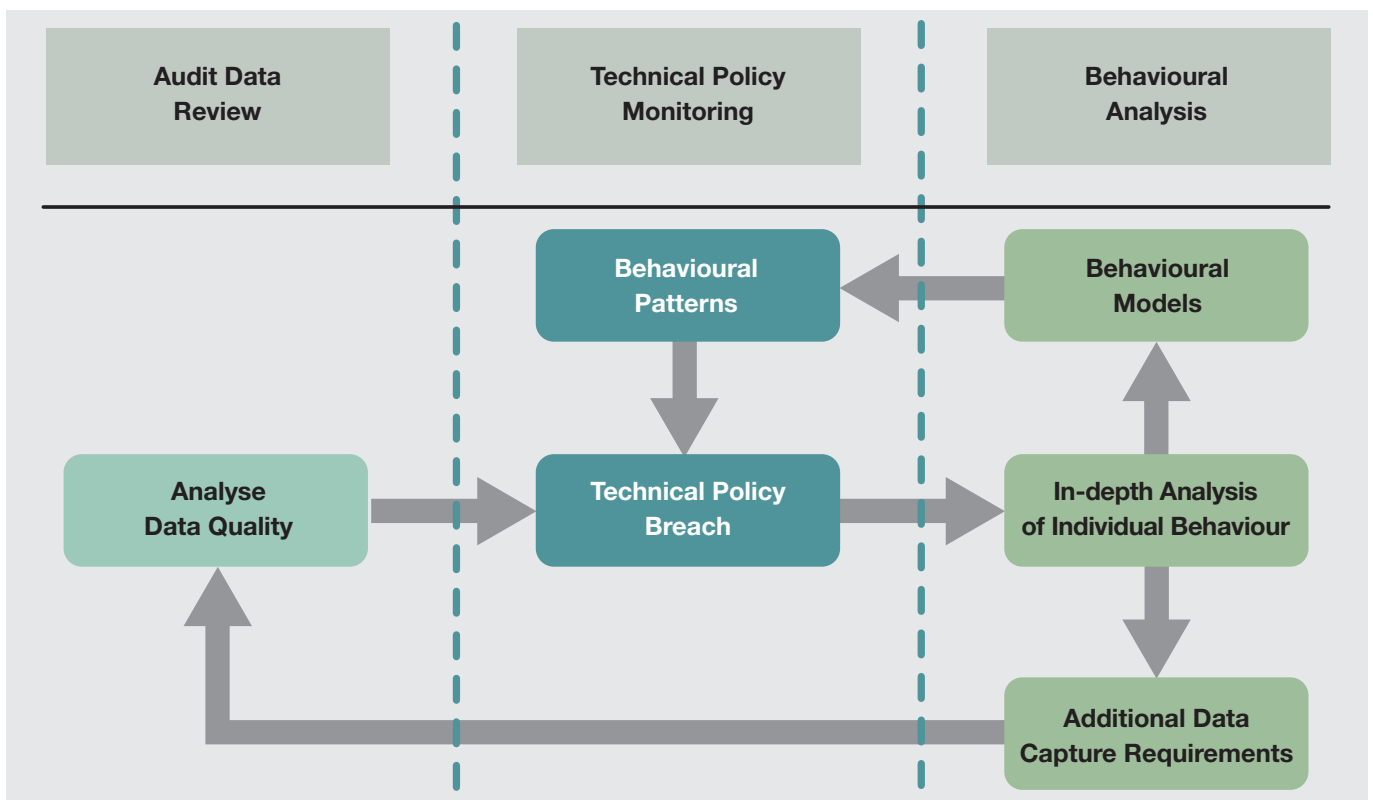 Audit Data
Review
Technical Policy
Monitoring
Behavioural
Analysis
Behavioural
Patterns
Behavioural
Models
Analyse
Data Quality
Technical Policy
Breach
In-depth Analysis
of Individual Behaviour
Additional Data
Capture Requirements